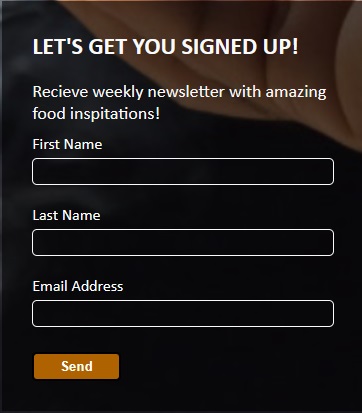 LET'S GET YOU SIGNED UP!
Recieve weekly newsletter with amazing
food inspitations!
First Name
Last Name
Email Address
Send